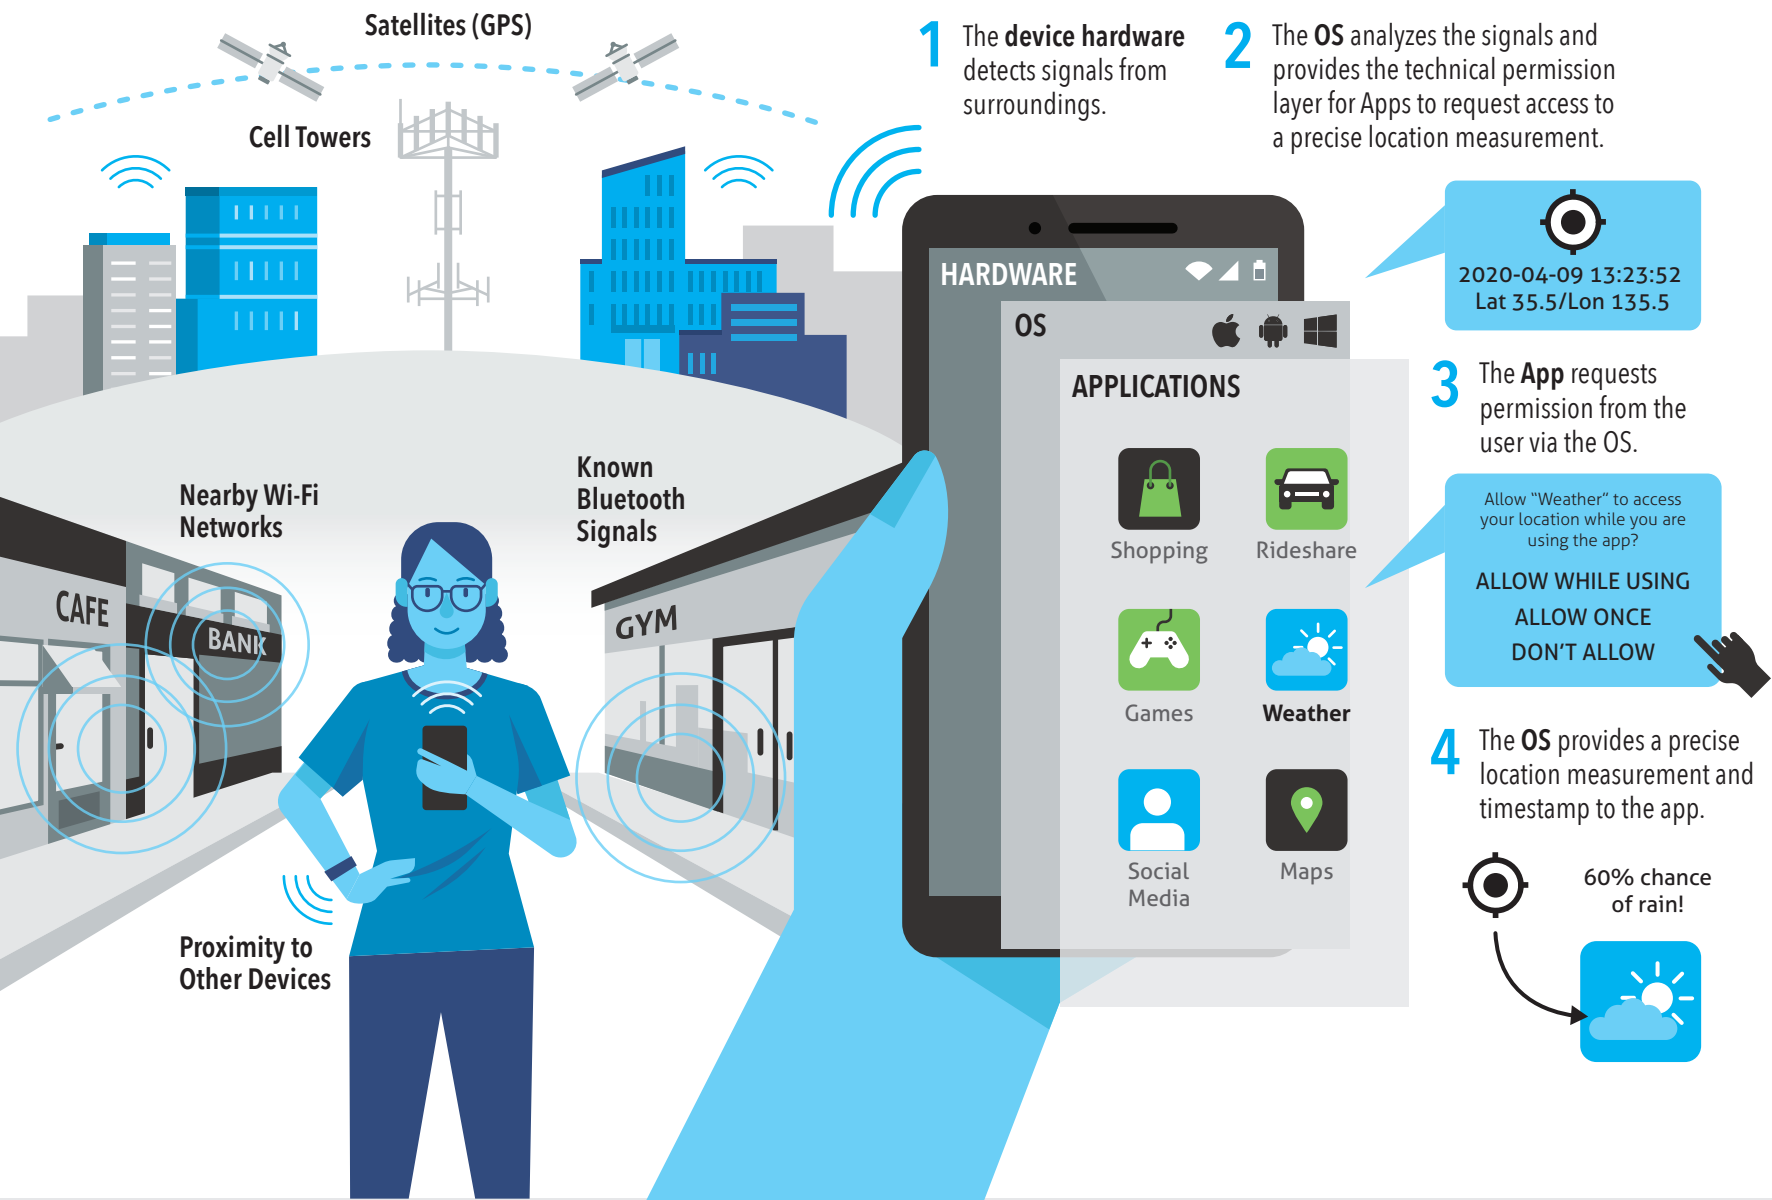 Satellites (GPS)
Cell Towers
1 The device hardware
detects signals from
surroundings.
2 The OS analyzes the signals and
provides the technical permission
layer for Apps to request access to
a precise location measurement.
2020-04-09 13:23:52
Lat 35.5/Lon 135.5
HARDWARE
OS
APPLICATIONS
Shopping
Rideshare
Games
Weather
Social
Media
Maps
3 The App requests
permission from the
user via the OS.
Allow “Weather” to access
your location while you are
using the app?
ALLOW WHILE USING
ALLOW ONCE
DON’T ALLOW
4 The OS provides a precise
location measurement and
timestamp to the app.
60% chance
of rain!
Nearby Wi-Fi
Networks
Known
Bluetooth
Signals
CAFE
BANK
GYM
Proximity to
Other Devices